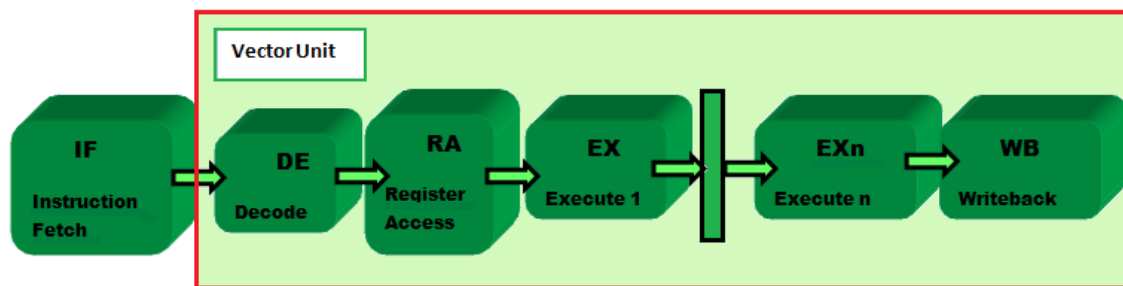 Vector Unit
IF
Instruction
Fetch
DE
Decode
RA
Register
Access
EX
Execute 1
EXn
Execute n
WB
Writeback